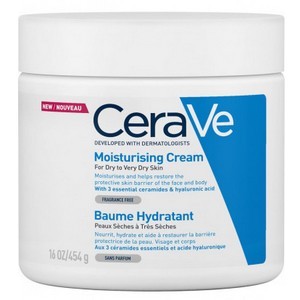 NEW / NOUVEAU
CeraVe
DEVELOPED WITH DERMATOLOGISTS
Moisturising Cream
For Dry to Very Dry Skin
Moisturises and helps restore the
protective skin barrier of the face and body
With 3 essential ceramides & hyaluronic acid
FRAGRANCE FREE
Baume Hydratant
Peaux Sèches à Très Sèches
Nourrit, hydrate et aide à restaurer la barrière
protectrice de la peau. Visage et corps.
Aux 3 céramides essentiels et acide hyaluronique
SANS PARFUM
16 OZ/454 g